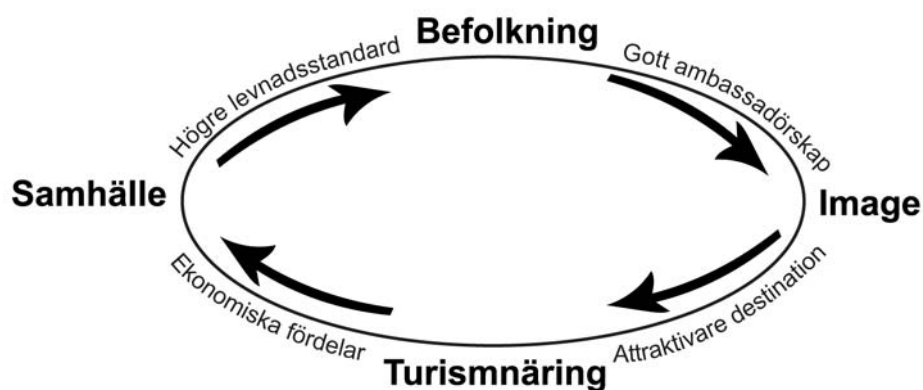 Befolkning
Högre levnadsstandard
Gott ambassadörskap
Samhälle
Image
Ekonomiska fördelar
Attraktivare destination
Turismnäring